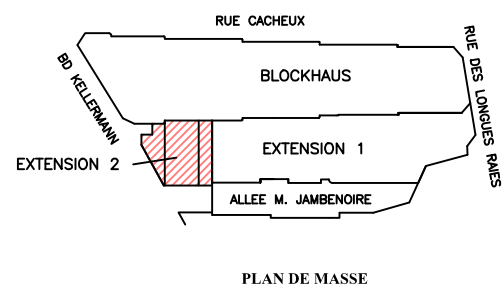 RUE CACHEUX
RUE DES LONGUES RAIES
BD KELLERMANN
BLOCKHAUS
EXTENSION 1
EXTENSION 2
ALLEE M. JAMBENOIRE
PLAN DE MASSE